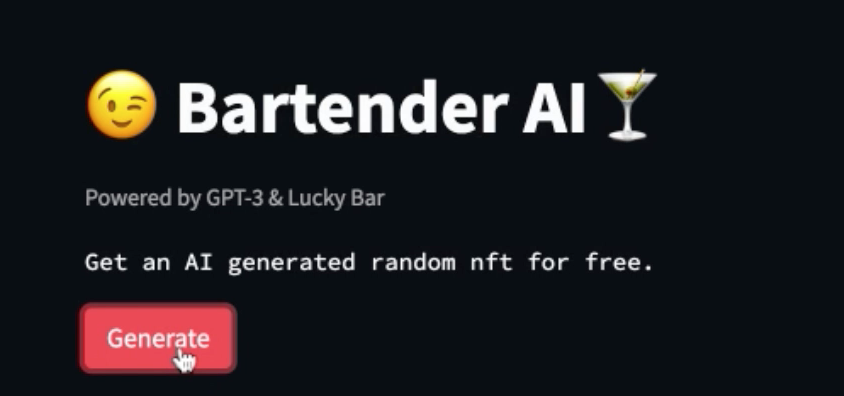 😉 Bartender AI🍸
Powered by GPT-3 & Lucky Bar
Get an AI generated random nft for free.
Generate